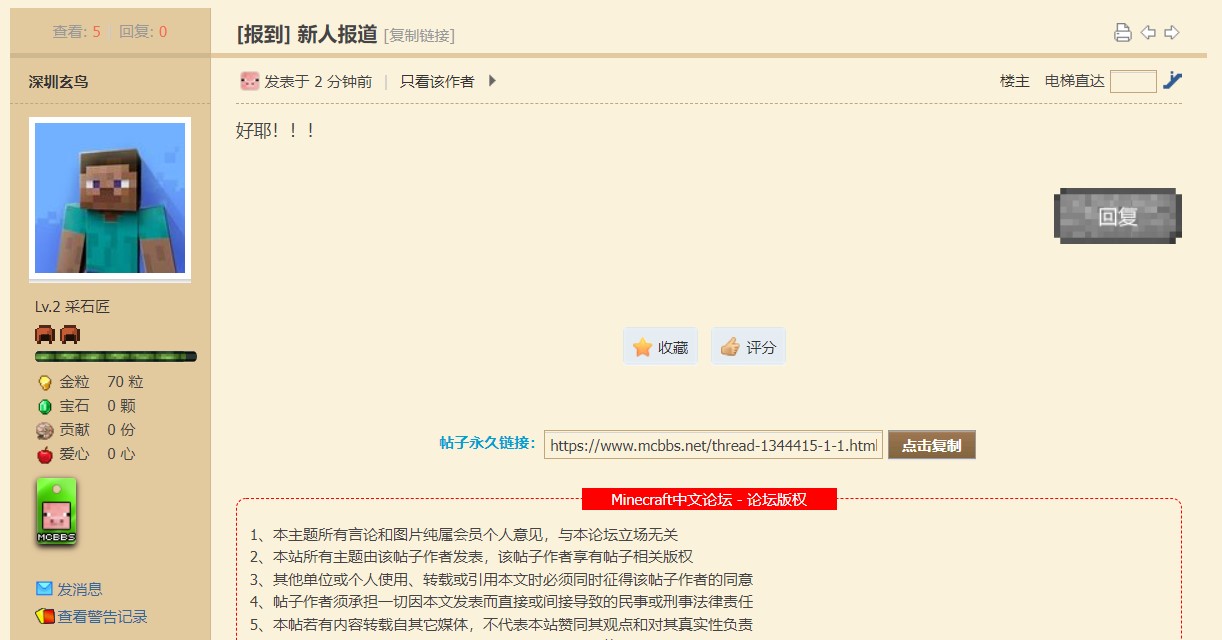 查看: 5 回复: 0
[报到] 新人报道 [复制链接]
深圳玄鸟
发表于 2 分钟前 | 只看该作者
楼主 电梯直达
好耶！！！
回复
Lv.2 采石匠
金粒 70 粒
宝石 0 颗
贡献 0 份
爱心 0 心
MCBBS
发消息
查看警告记录
收藏 评分
帖子永久链接: https://www.mcbbs.net/thread-1344415-1-1.html 点击复制
Minecraft中文论坛 - 论坛版权
1、本主题所有言论和图片纯属会员个人意见，与本论坛立场无关
2、本站所有主题由该帖子作者发表，该帖子作者享有帖子相关版权
3、其他单位或个人使用、转载或引用本文时必须同时征得该帖子作者的同意
4、帖子作者须承担一切因本文发表而直接或间接导致的民事或刑事法律责任
5、本帖若有内容转载自其它媒体，不代表本站赞同其观点和对其真实性负责